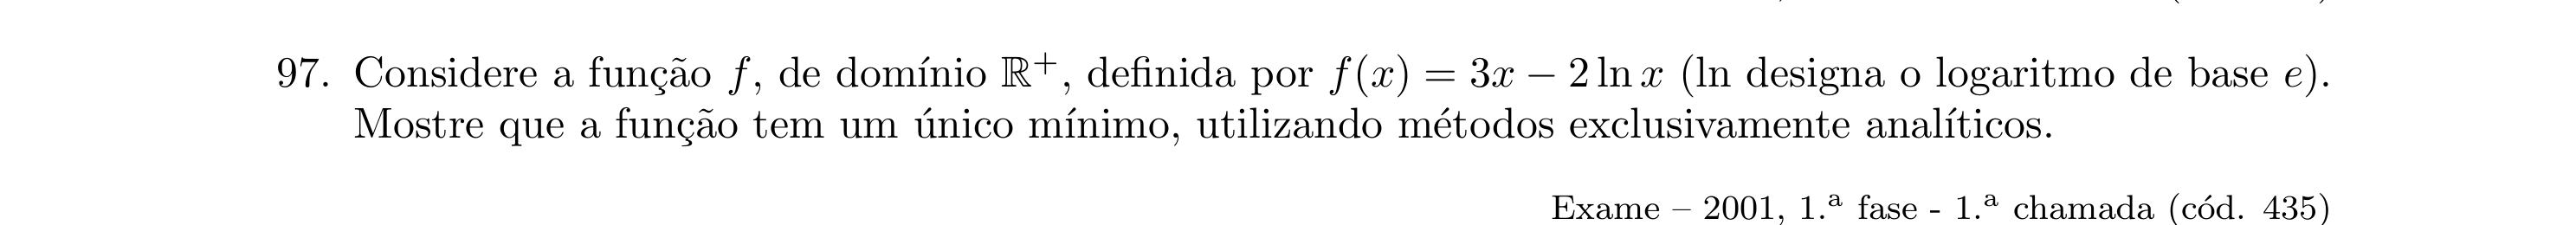 97. Considere a função f, de domínio ℝ⁺, definida por f(x) = 3x − 2 ln x (ln designa o logaritmo de base e).
Mostre que a função tem um único mínimo, utilizando métodos exclusivamente analíticos.
Exame – 2001, 1.ª fase - 1.ª chamada (cód. 435)